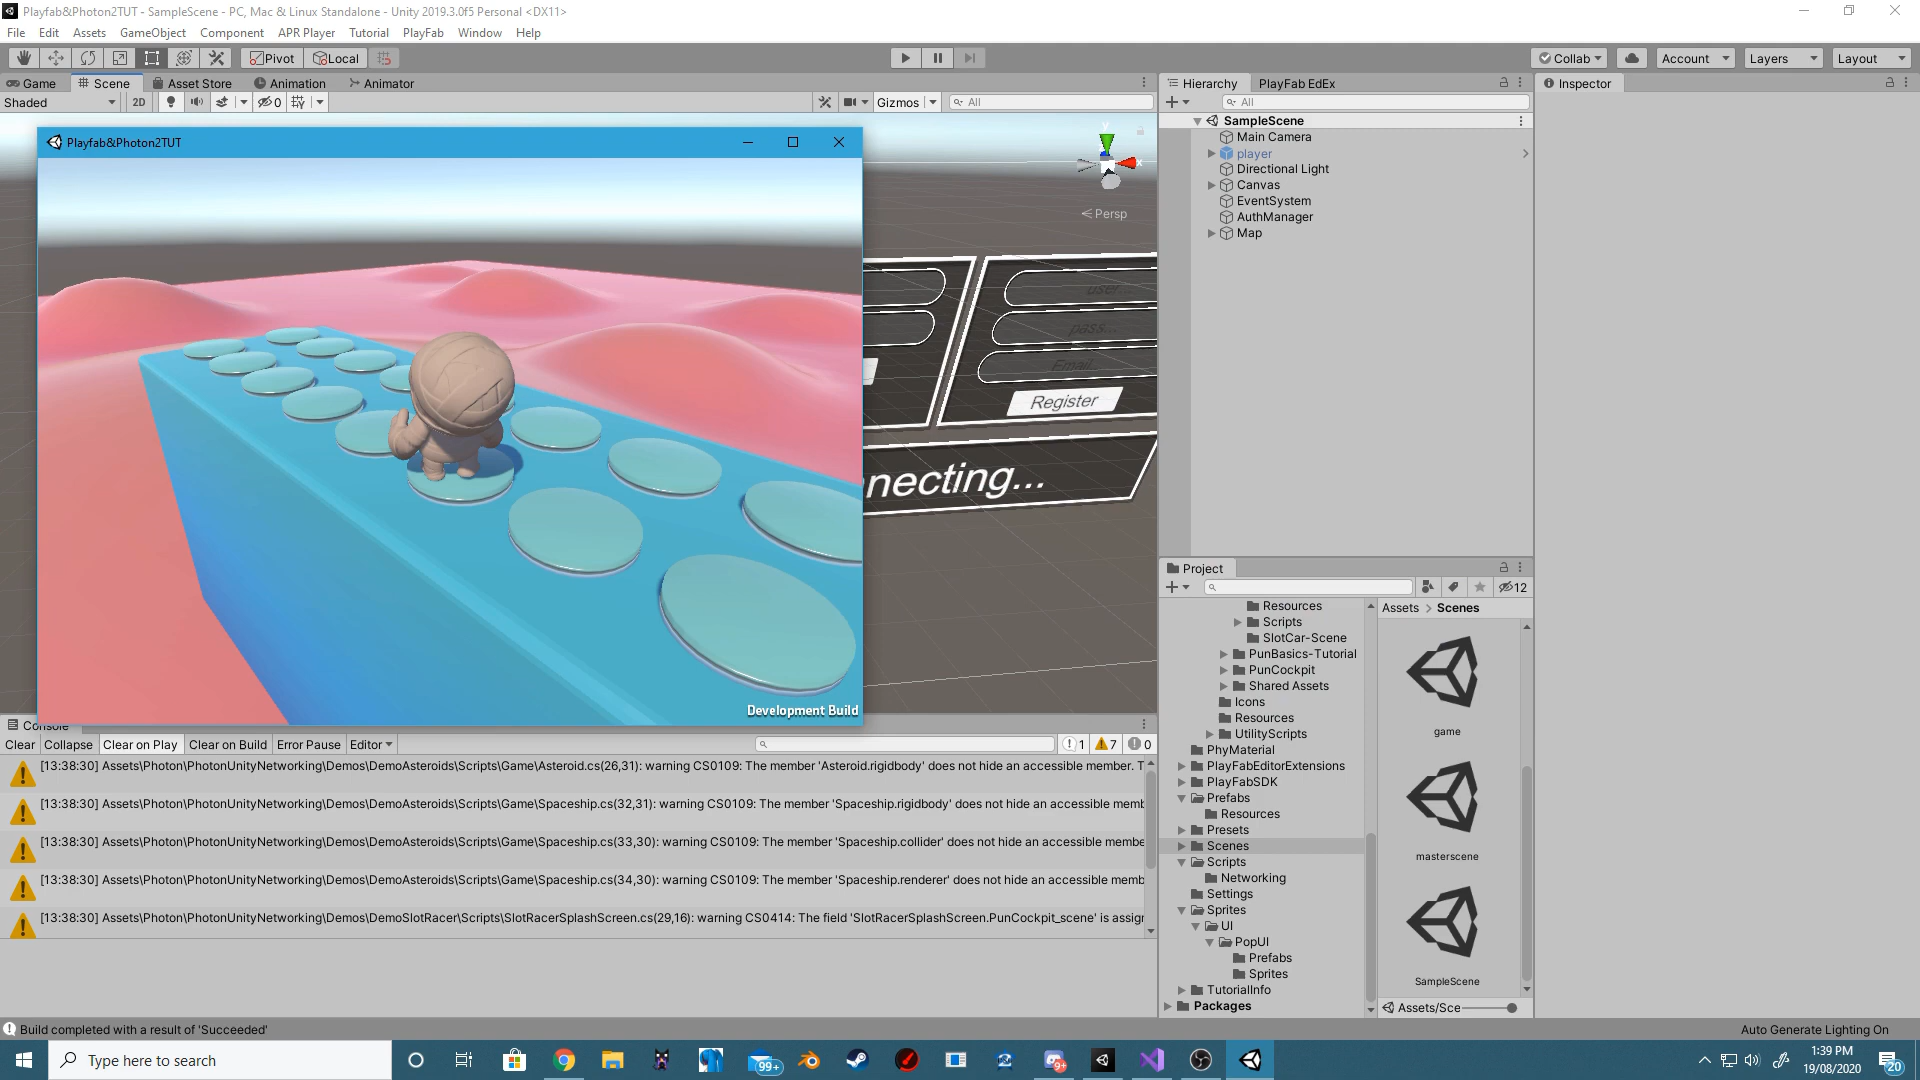 Playfab&Photon2TUT - SampleScene - PC, Mac & Linux Standalone - Unity 2019.3.0f5 Personal <DX11>
File Edit Assets GameObject Component APR Player Tutorial PlayFab Window Help
Pivot Local Collab Account Layers Layout
Game Scene Asset Store Animation Animator
Shaded 2D 0 Gizmos All
Playfab&Photon2TUT
y
x
Persp
user...
pass...
Email...
Register
necting...
Development Build
Hierarchy PlayFab EdEx
All
SampleScene
Main Camera
player
Directional Light
Canvas
EventSystem
AuthManager
Map
Inspector
Project
12
Resources
Scripts
SlotCar-Scene
PunBasics-Tutorial
PunCockpit
Shared Assets
Icons
Resources
UtilityScripts
PhyMaterial
PlayFabEditorExtensions
PlayFabSDK
Prefabs
Resources
Presets
Scenes
Scripts
Networking
Settings
Sprites
UI
PopUI
Prefabs
Sprites
TutorialInfo
Packages
Assets > Scenes
game
masterscene
SampleScene
Assets/Sce
Console
Clear Collapse Clear on Play Clear on Build Error Pause Editor 1 7 0
[13:38:30] Assets\Photon\PhotonUnityNetworking\Demos\DemoAsteroids\Scripts\Game\Asteroid.cs(26,31): warning CS0109: The member 'Asteroid.rigidbody' does not hide an accessible member. T
[13:38:30] Assets\Photon\PhotonUnityNetworking\Demos\DemoAsteroids\Scripts\Game\Spaceship.cs(32,31): warning CS0109: The member 'Spaceship.rigidbody' does not hide an accessible memb
[13:38:30] Assets\Photon\PhotonUnityNetworking\Demos\DemoAsteroids\Scripts\Game\Spaceship.cs(33,30): warning CS0109: The member 'Spaceship.collider' does not hide an accessible membe
[13:38:30] Assets\Photon\PhotonUnityNetworking\Demos\DemoAsteroids\Scripts\Game\Spaceship.cs(34,30): warning CS0109: The member 'Spaceship.renderer' does not hide an accessible memb
[13:38:30] Assets\Photon\PhotonUnityNetworking\Demos\DemoSlotRacer\Scripts\SlotRacerSplashScreen.cs(29,16): warning CS0414: The field 'SlotRacerSplashScreen.PunCockpit_scene' is assig
Build completed with a result of 'Succeeded'
Auto Generate Lighting On
Type here to search
99+
9+
1:39 PM
19/08/2020
20